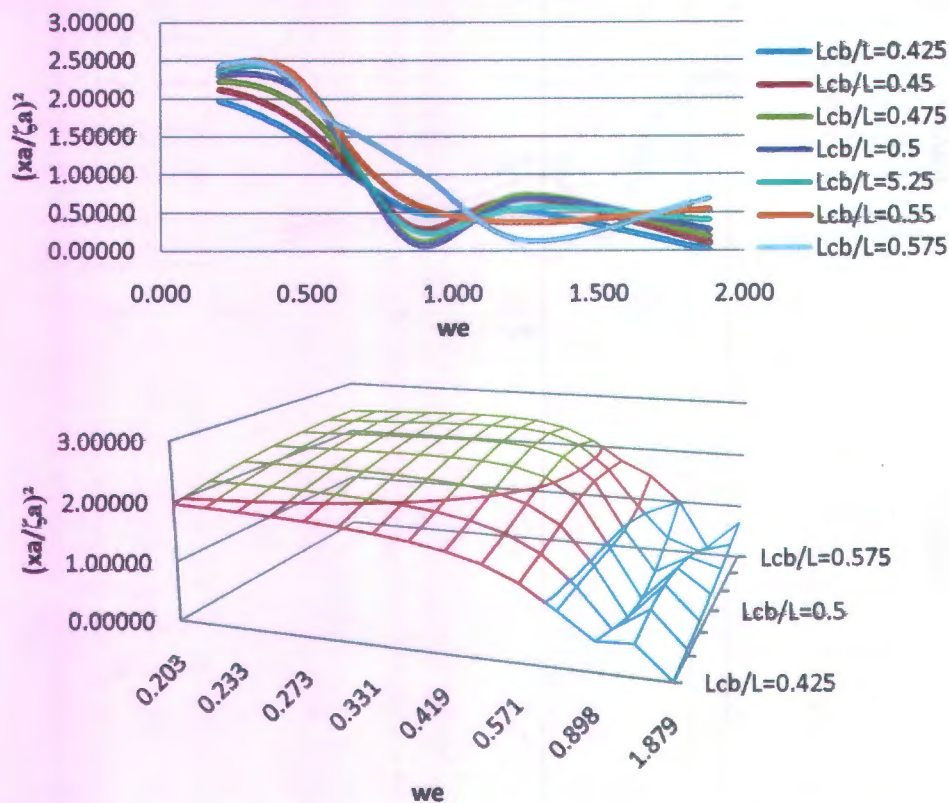 3.00000
2.50000
2.00000
1.50000
1.00000
0.50000
0.00000
(xa/ζa)²
0.000 0.500 1.000 1.500 2.000
we
Lcb/L=0.425
Lcb/L=0.45
Lcb/L=0.475
Lcb/L=0.5
Lcb/L=5.25
Lcb/L=0.55
Lcb/L=0.575
3.00000
2.00000
1.00000
0.00000
(xa/ζa)²
0.203 0.233 0.273 0.331 0.419 0.571 0.898 1.879
we
Lcb/L=0.575
Lcb/L=0.5
Lcb/L=0.425